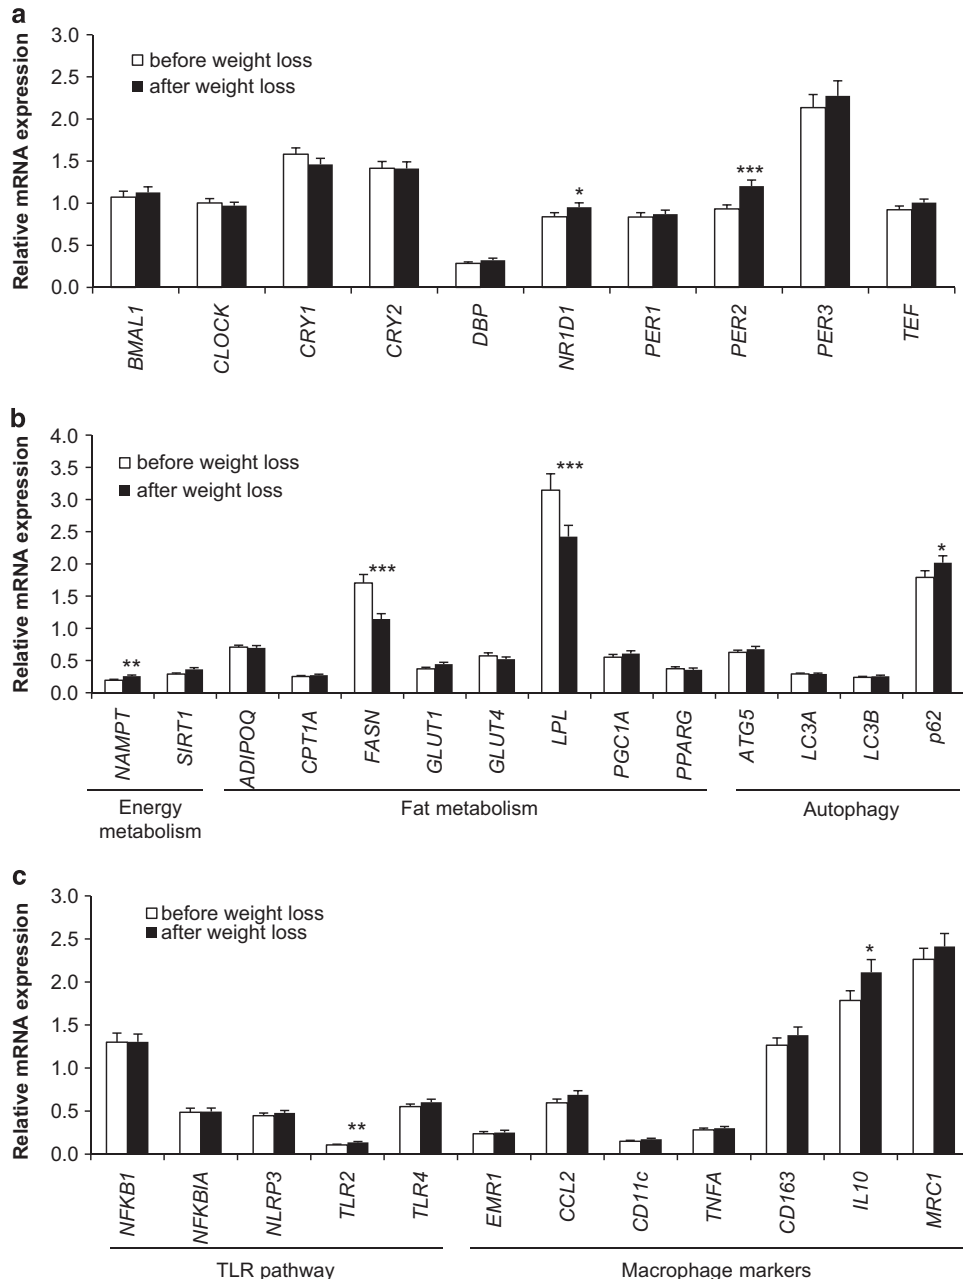 a
Relative mRNA expression
3.0
2.5
2.0
1.5
1.0
0.5
0.0
before weight loss
after weight loss
*
***
BMAL1
CLOCK
CRY1
CRY2
DBP
NR1D1
PER1
PER2
PER3
TEF
b
Relative mRNA expression
4.0
3.5
3.0
2.5
2.0
1.5
1.0
0.5
0.0
before weight loss
after weight loss
**
***
***
*
NAMPT
SIRT1
ADIPOQ
CPT1A
FASN
GLUT1
GLUT4
LPL
PGC1A
PPARG
ATG5
LC3A
LC3B
p62
Energy
metabolism
Fat metabolism
Autophagy
c
Relative mRNA expression
3.0
2.5
2.0
1.5
1.0
0.5
0.0
before weight loss
after weight loss
**
*
NFKB1
NFKBIA
NLRP3
TLR2
TLR4
EMR1
CCL2
CD11c
TNFA
CD163
IL10
MRC1
TLR pathway
Macrophage markers